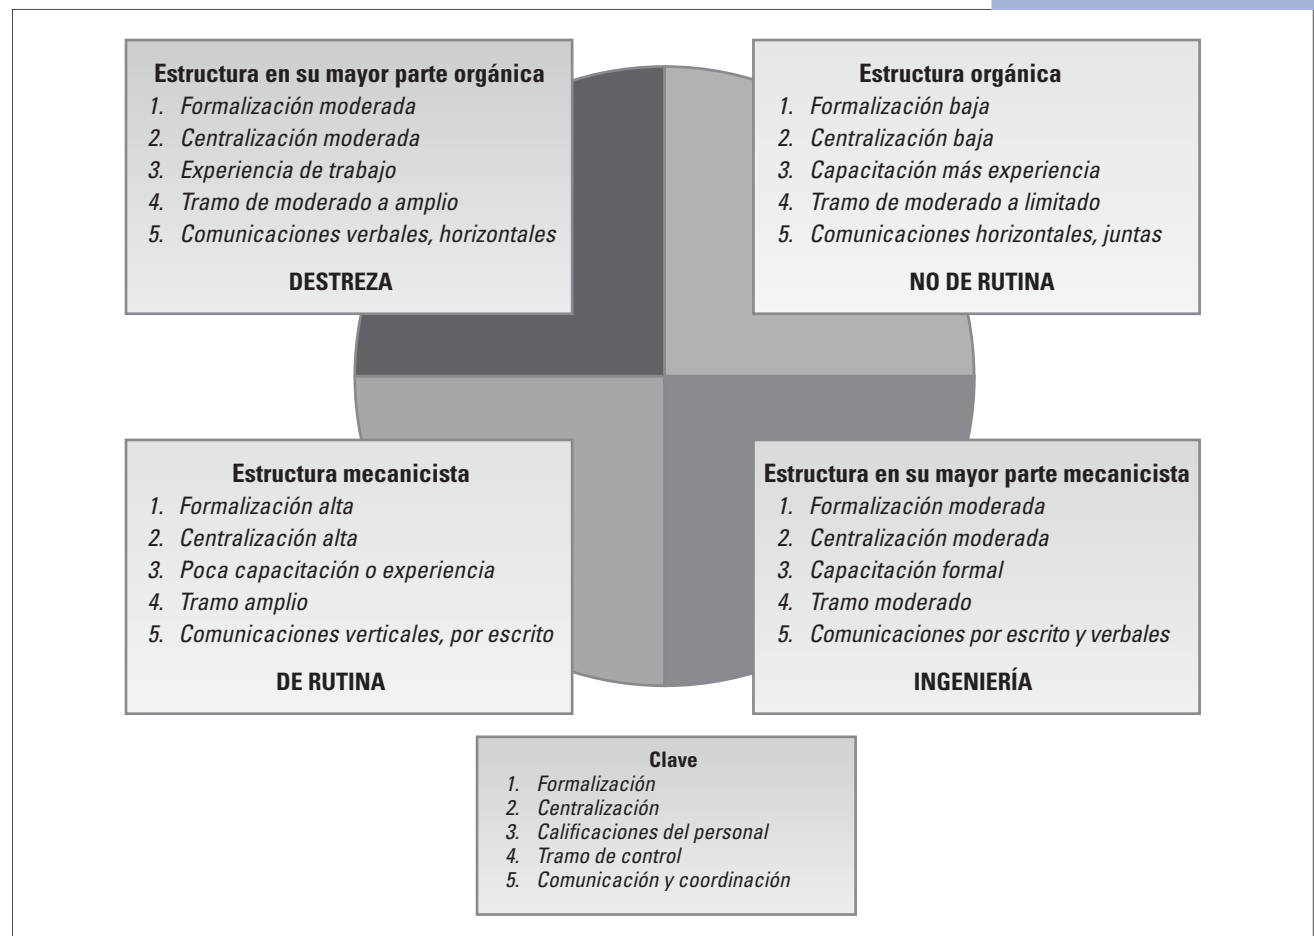 Estructura en su mayor parte orgánica
1. Formalización moderada
2. Centralización moderada
3. Experiencia de trabajo
4. Tramo de moderado a amplio
5. Comunicaciones verbales, horizontales
DESTREZA
Estructura orgánica
1. Formalización baja
2. Centralización baja
3. Capacitación más experiencia
4. Tramo de moderado a limitado
5. Comunicaciones horizontales, juntas
NO DE RUTINA
Estructura mecanicista
1. Formalización alta
2. Centralización alta
3. Poca capacitación o experiencia
4. Tramo amplio
5. Comunicaciones verticales, por escrito
DE RUTINA
Estructura en su mayor parte mecanicista
1. Formalización moderada
2. Centralización moderada
3. Capacitación formal
4. Tramo moderado
5. Comunicaciones por escrito y verbales
INGENIERÍA
Clave
1. Formalización
2. Centralización
3. Calificaciones del personal
4. Tramo de control
5. Comunicación y coordinación